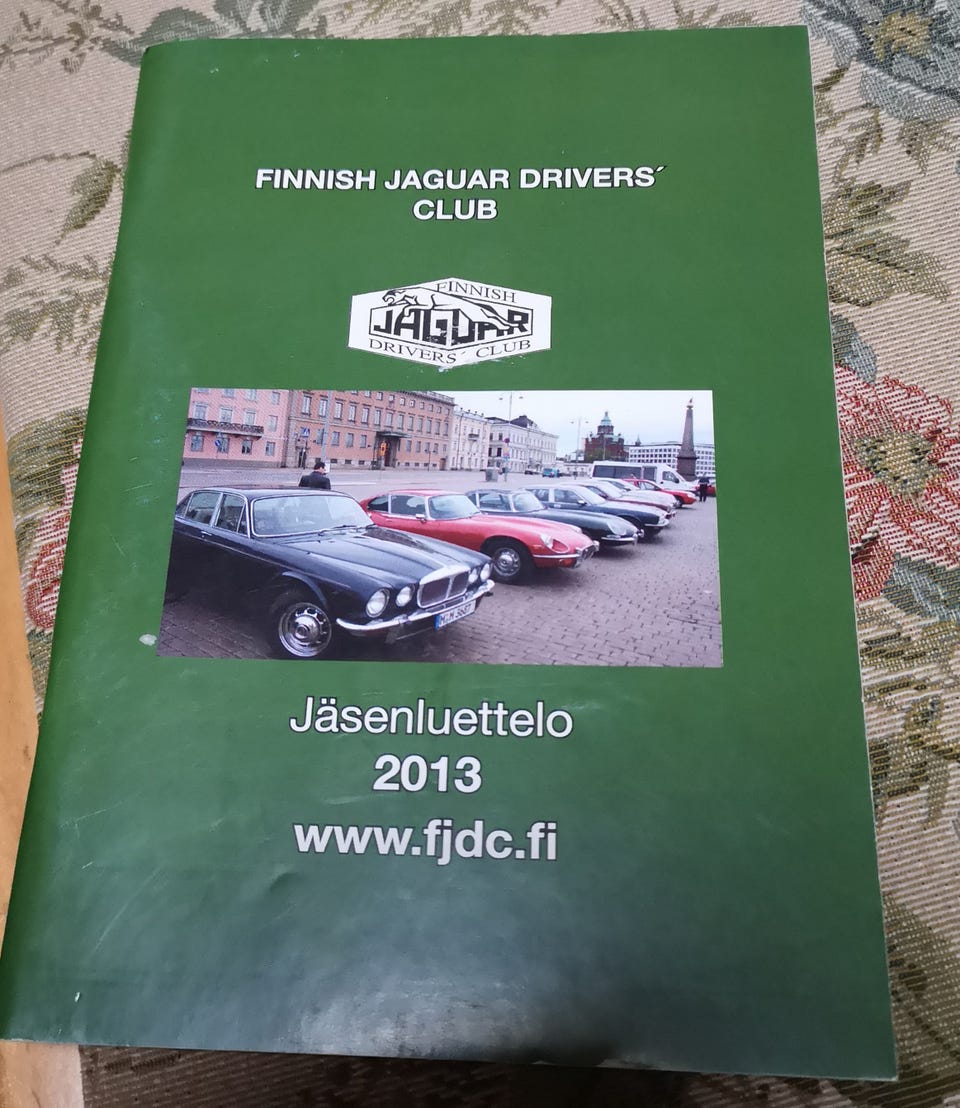 FINNISH JAGUAR DRIVERS´
CLUB
FINNISH
JAGUAR
DRIVERS´ CLUB
Jäsenluettelo
2013
www.fjdc.fi